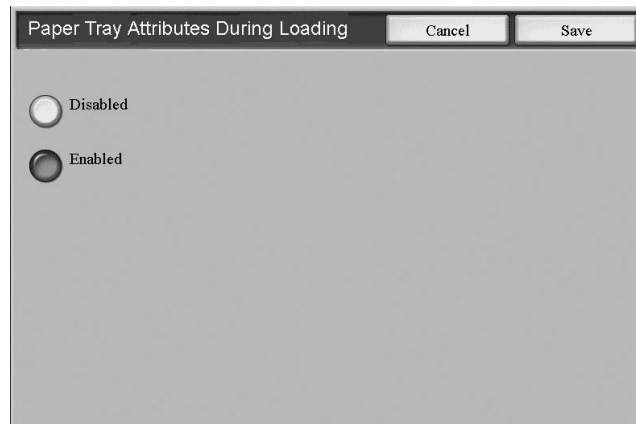 Paper Tray Attributes During Loading
Cancel
Save
Disabled
Enabled